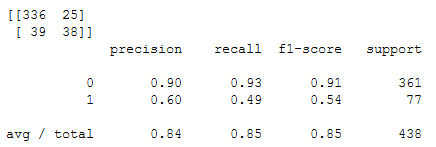 [[336 25]
[ 39 38]]
precision recall f1-score support
0 0.90 0.93 0.91 361
1 0.60 0.49 0.54 77
avg / total 0.84 0.85 0.85 438